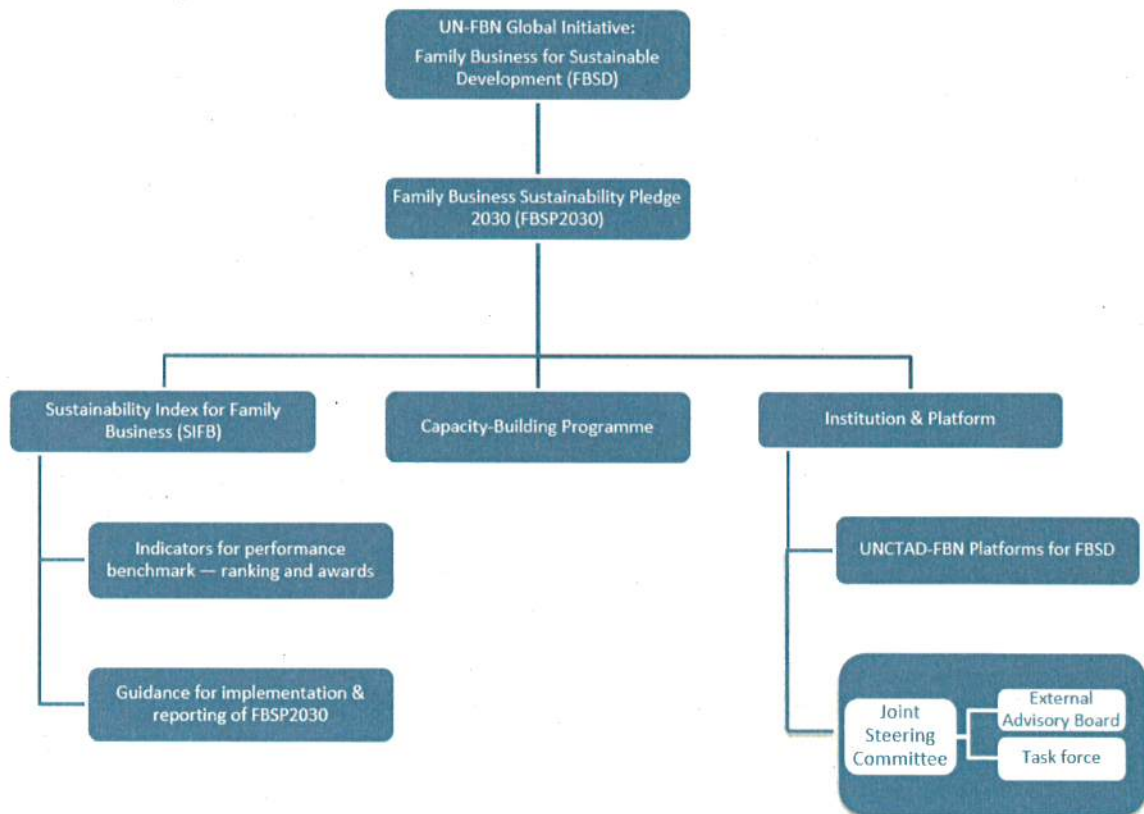 UN-FBN Global Initiative:
Family Business for Sustainable
Development (FBSD)
Family Business Sustainability Pledge
2030 (FBSP2030)
Sustainability Index for Family
Business (SIFB)
Capacity-Building Programme
Institution & Platform
Indicators for performance
benchmark — ranking and awards
UNCTAD-FBN Platforms for FBSD
Guidance for implementation &
reporting of FBSP2030
Joint
Steering
Committee
External
Advisory Board
Task force